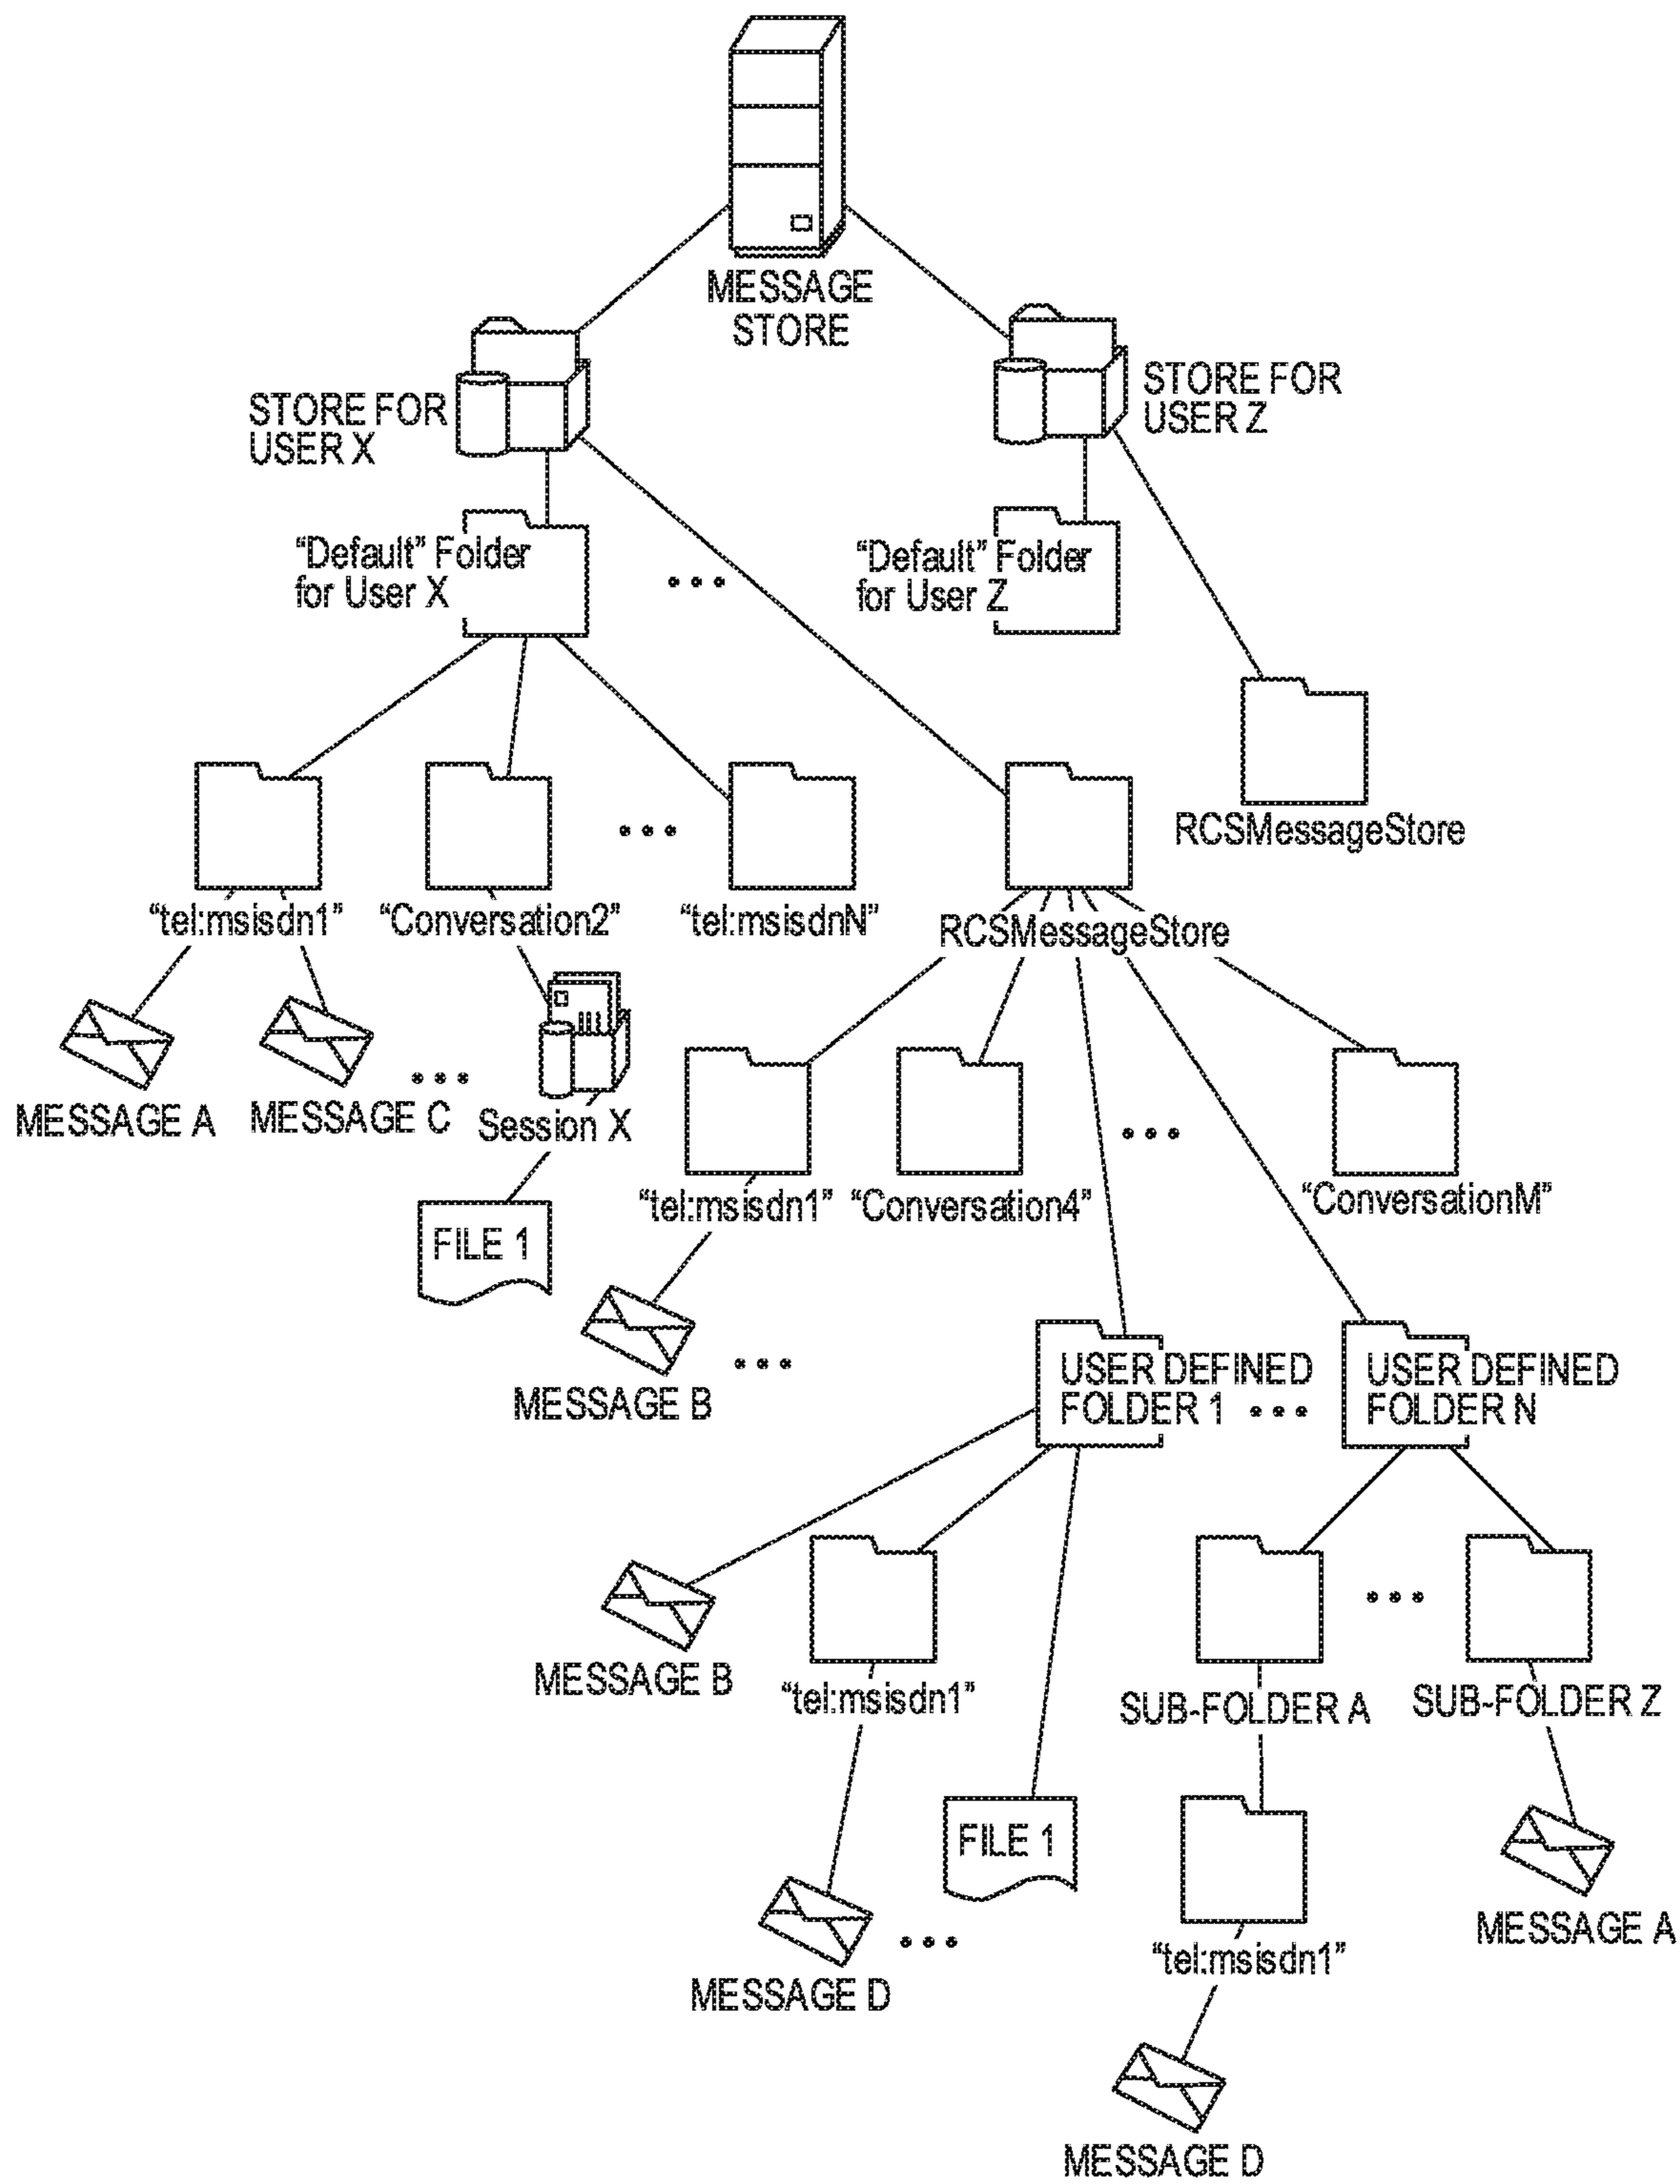 MESSAGE
STORE
STORE FOR
USER X
STORE FOR
USER Z
“Default” Folder
for User X
“Default” Folder
for User Z
RCSMessageStore
“tel:msisdn1”
“Conversation2”
“tel:msisdnN”
RCSMessageStore
MESSAGE A
MESSAGE C
Session X
“tel:msisdn1”
“Conversation4”
“ConversationM”
FILE 1
MESSAGE B
USER DEFINED
FOLDER 1
USER DEFINED
FOLDER N
MESSAGE B
“tel:msisdn1”
SUB-FOLDER A
SUB-FOLDER Z
FILE 1
MESSAGE A
MESSAGE D
“tel:msisdn1”
MESSAGE D